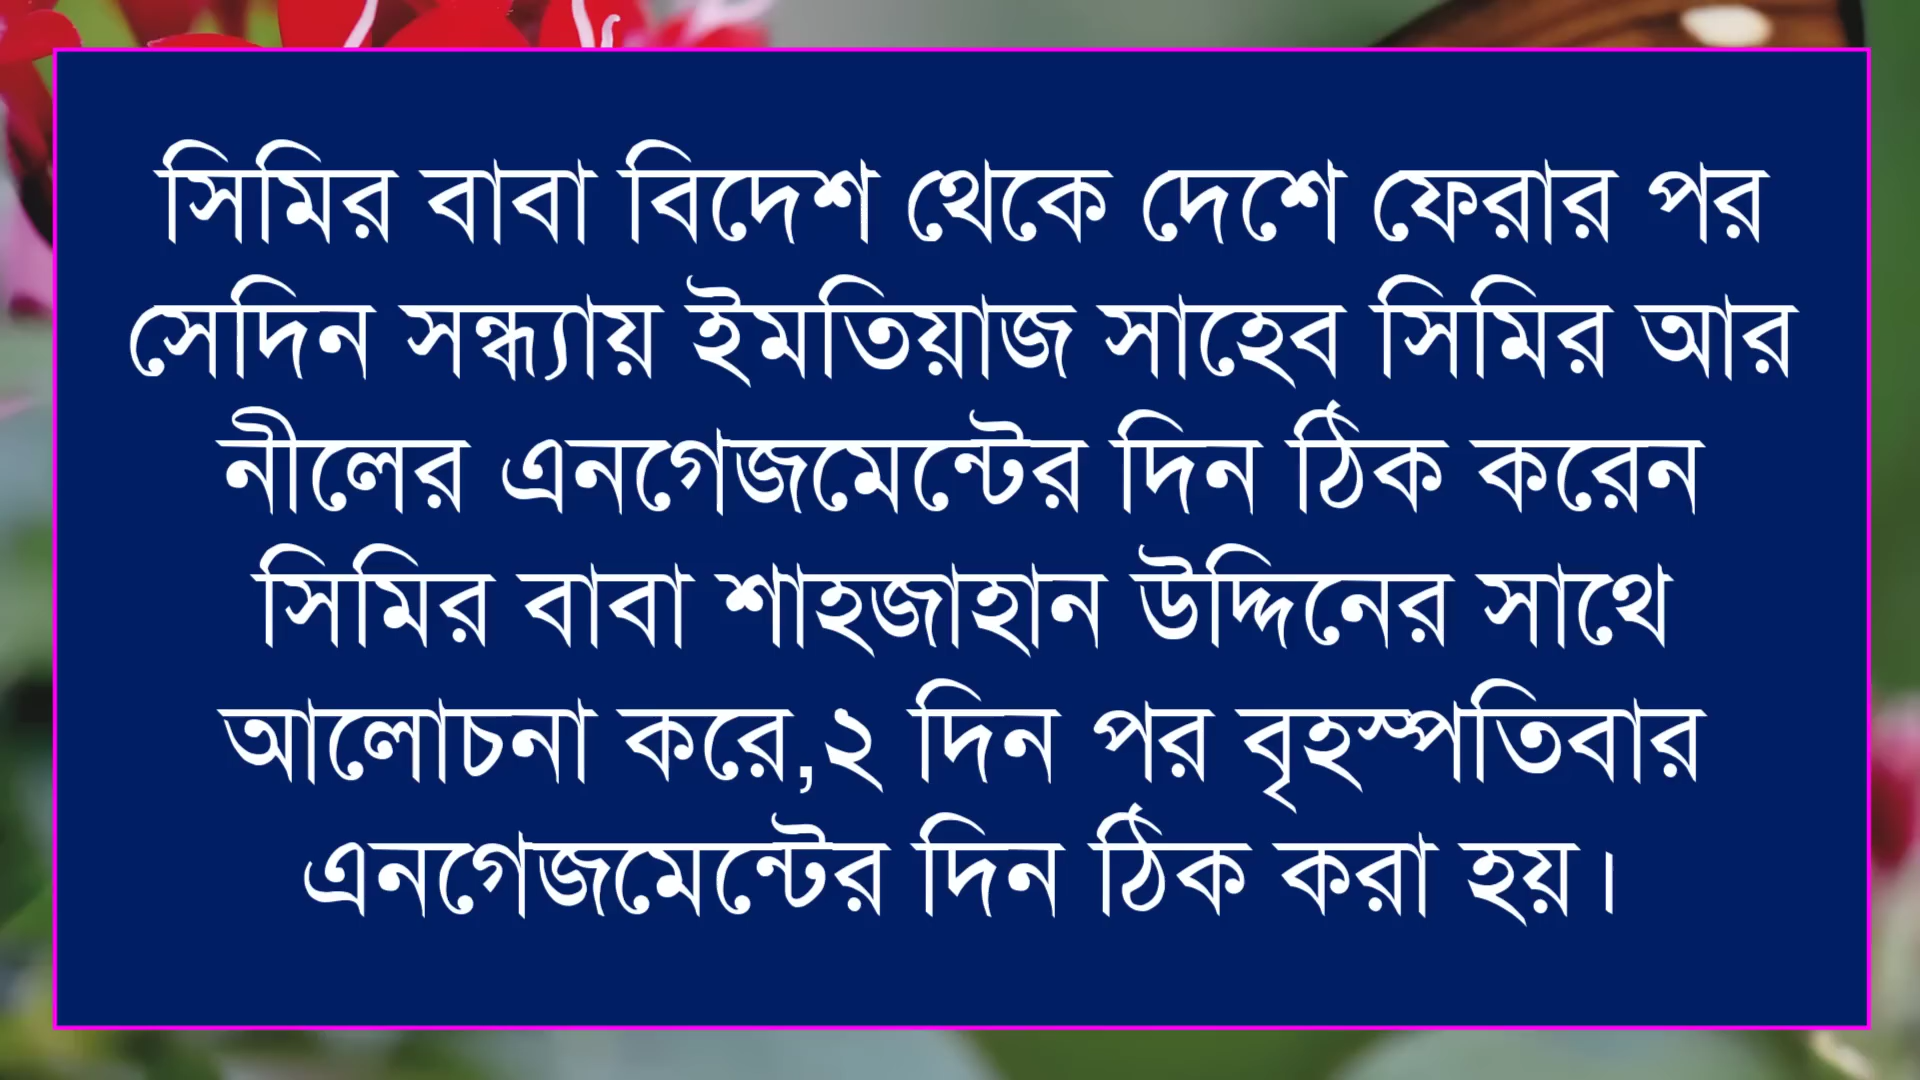 সিমির বাবা বিদেশ থেকে দেশে ফেরার পর
সেদিন সন্ধ্যায় ইমতিয়াজ সাহেব সিমির আর
নীলের এনগেজমেন্টের দিন ঠিক করেন
সিমির বাবা শাহজাহান উদ্দিনের সাথে
আলোচনা করে,২ দিন পর বৃহস্পতিবার
এনগেজমেন্টের দিন ঠিক করা হয়।